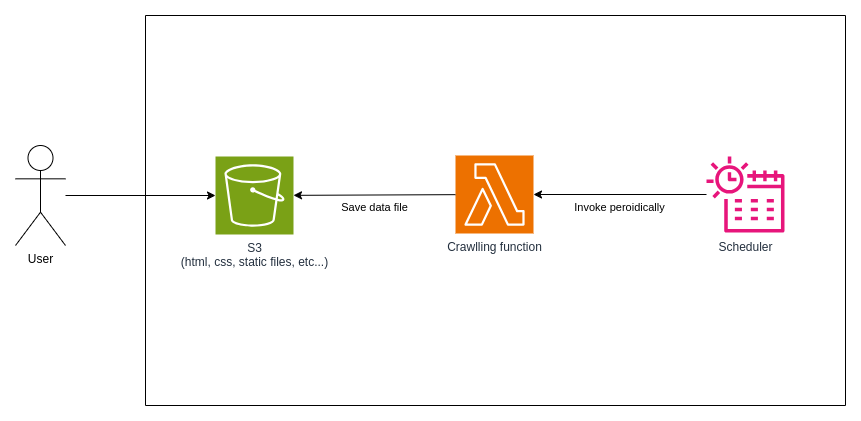 User
S3
(html, css, static files, etc...)
Save data file
Crawlling function
Invoke peroidically
Scheduler